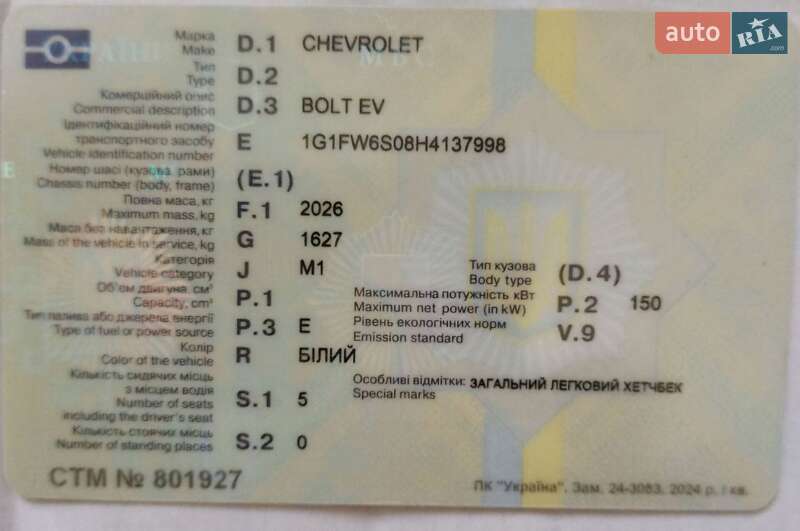 auto RIA.com
Марка
Make D.1 CHEVROLET
Тип
Type D.2
Комерційний опис
Commercial description D.3 BOLT EV
Ідентифікаційний номер
транспортного засобу
Vehicle identification number E 1G1FW6S08H4137998
Номер шасі (кузова, рами)
Chassis number (body, frame) (E.1)
Повна маса, кг
Maximum mass, kg F.1 2026
Маса без навантаження, кг
Mass of the vehicle in service, kg G 1627
Категорія
Vehicle category J M1
Тип кузова
Body type (D.4)
Об'єм двигуна, см³
Capacity, cm³ P.1
Максимальна потужність кВт
Maximum net power (in kW) P.2 150
Тип палива або джерела енергії
Type of fuel or power source P.3 E
Рівень екологічних норм
Emission standard V.9
Колір
Color of the vehicle R БІЛИЙ
Кількість сидячих місць
з місцем водія
Number of seats
including the driver's seat S.1 5
Особливі відмітки: ЗАГАЛЬНИЙ ЛЕГКОВИЙ ХЕТЧБЕК
Special marks
Кількість стоячих місць
Number of standing places S.2 0
СТМ № 801927
ПК "Україна". Зам. 24-3083. 2024 р. І кв.